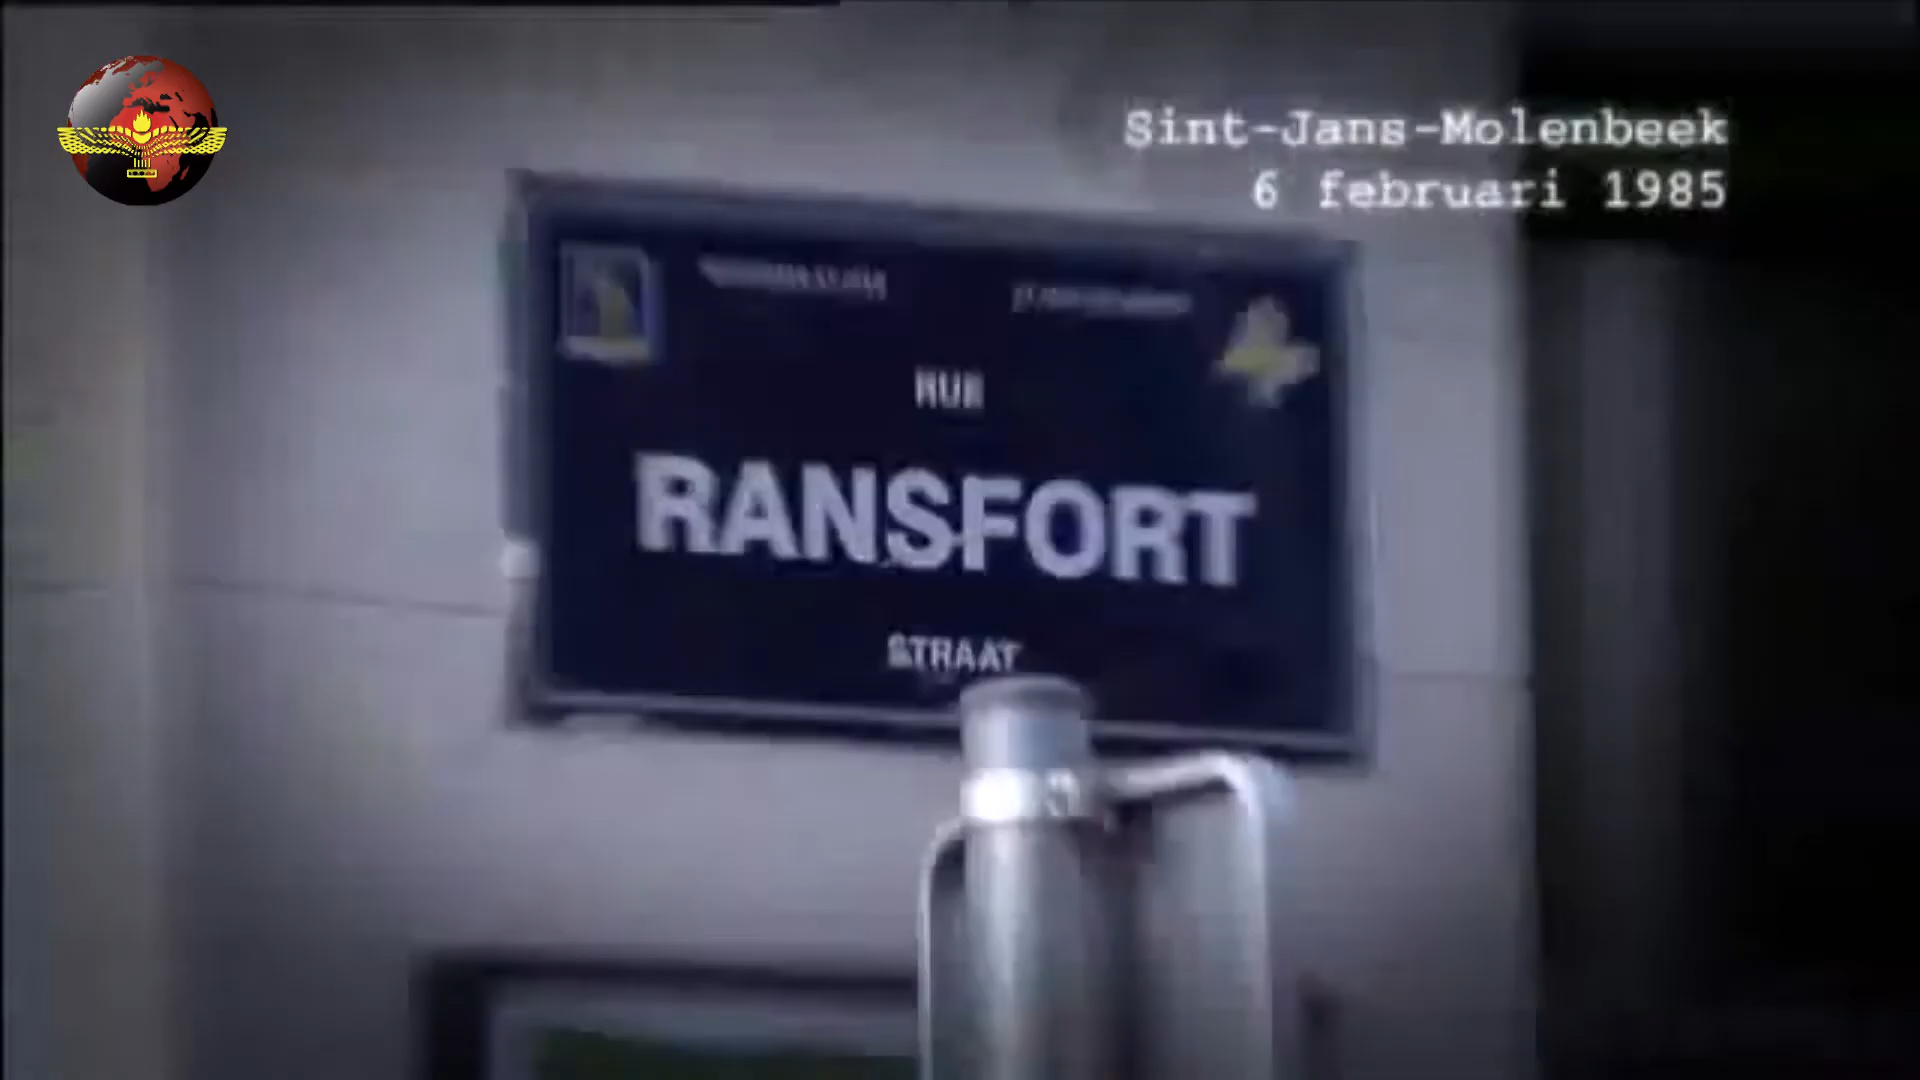 Sint-Jans-Molenbeek
6 februari 1985
RUE
RANSFORT
STRAAT